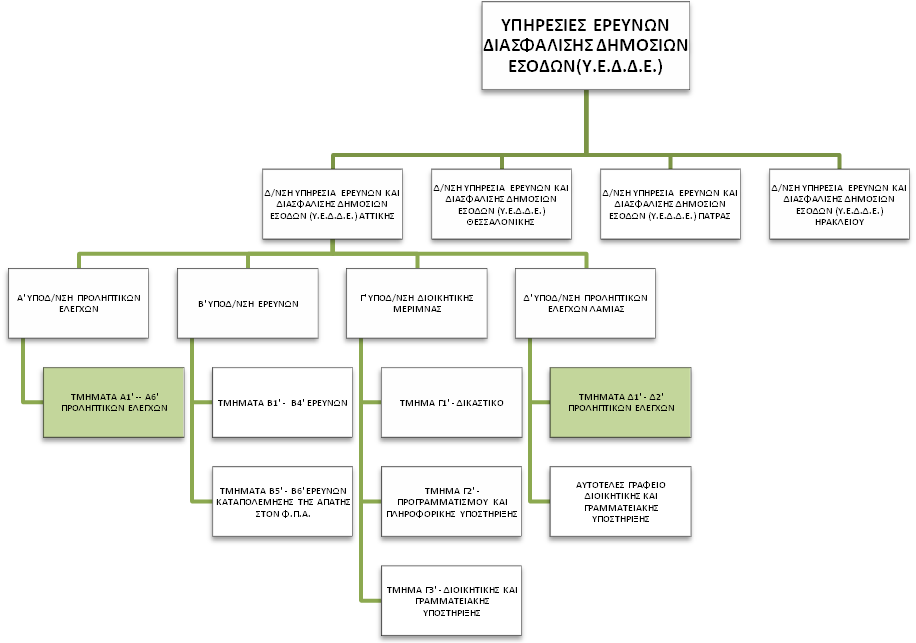 ΥΠΗΡΕΣΙΕΣ ΕΡΕΥΝΩΝ
ΔΙΑΣΦΑΛΙΣΗΣ ΔΗΜΟΣΙΩΝ
ΕΣΟΔΩΝ(Υ.Ε.Δ.Δ.Ε.)
Δ/ΝΣΗ ΥΠΗΡΕΣΙΑ ΕΡΕΥΝΩΝ ΚΑΙ
ΔΙΑΣΦΑΛΙΣΗΣ ΔΗΜΟΣΙΩΝ
ΕΣΟΔΩΝ (Υ.Ε.Δ.Δ.Ε.) ΑΤΤΙΚΗΣ
Δ/ΝΣΗ ΥΠΗΡΕΣΙΑ ΕΡΕΥΝΩΝ ΚΑΙ
ΔΙΑΣΦΑΛΙΣΗΣ ΔΗΜΟΣΙΩΝ
ΕΣΟΔΩΝ (Υ.Ε.Δ.Δ.Ε.)
ΘΕΣΣΑΛΟΝΙΚΗΣ
Δ/ΝΣΗ ΥΠΗΡΕΣΙΑ ΕΡΕΥΝΩΝ ΚΑΙ
ΔΙΑΣΦΑΛΙΣΗΣ ΔΗΜΟΣΙΩΝ
ΕΣΟΔΩΝ (Υ.Ε.Δ.Δ.Ε.) ΠΑΤΡΑΣ
Δ/ΝΣΗ ΥΠΗΡΕΣΙΑ ΕΡΕΥΝΩΝ ΚΑΙ
ΔΙΑΣΦΑΛΙΣΗΣ ΔΗΜΟΣΙΩΝ
ΕΣΟΔΩΝ (Υ.Ε.Δ.Δ.Ε.)
ΗΡΑΚΛΕΙΟΥ
Α' ΥΠΟΔ/ΝΣΗ ΠΡΟΛΗΠΤΙΚΩΝ
ΕΛΕΓΧΩΝ
Β' ΥΠΟΔ/ΝΣΗ ΕΡΕΥΝΩΝ
Γ' ΥΠΟΔ/ΝΣΗ ΔΙΟΙΚΗΤΙΚΗΣ
ΜΕΡΙΜΝΑΣ
Δ' ΥΠΟΔ/ΝΣΗ ΠΡΟΛΗΠΤΙΚΩΝ
ΕΛΕΓΧΩΝ ΛΑΜΙΑΣ
ΤΜΗΜΑΤΑ Α1' -- Α6'
ΠΡΟΛΗΠΤΙΚΩΝ ΕΛΕΓΧΩΝ
ΤΜΗΜΑΤΑ Β1' - Β4' ΕΡΕΥΝΩΝ
ΤΜΗΜΑ Γ1' - ΔΙΚΑΣΤΙΚΟ
ΤΜΗΜΑΤΑ Δ1' - Δ2'
ΠΡΟΛΗΠΤΙΚΩΝ ΕΛΕΓΧΩΝ
ΤΜΗΜΑΤΑ Β5' - Β6' ΕΡΕΥΝΩΝ
ΚΑΤΑΠΟΛΕΜΗΣΗΣ ΤΗΣ ΑΠΑΤΗΣ
ΣΤΟΝ Φ.Π.Α.
ΤΜΗΜΑ Γ2' -
ΠΡΟΓΡΑΜΜΑΤΙΣΜΟΥ ΚΑΙ
ΠΛΗΡΟΦΟΡΙΚΗΣ ΥΠΟΣΤΗΡΙΞΗΣ
ΑΥΤΟΤΕΛΕΣ ΓΡΑΦΕΙΟ
ΔΙΟΙΚΗΤΙΚΗΣ ΚΑΙ
ΓΡΑΜΜΑΤΕΙΑΚΗΣ
ΥΠΟΣΤΗΡΙΞΗΣ
ΤΜΗΜΑ Γ3' - ΔΙΟΙΚΗΤΙΚΗΣ ΚΑΙ
ΓΡΑΜΜΑΤΕΙΑΚΗΣ
ΥΠΟΣΤΗΡΙΞΗΣ